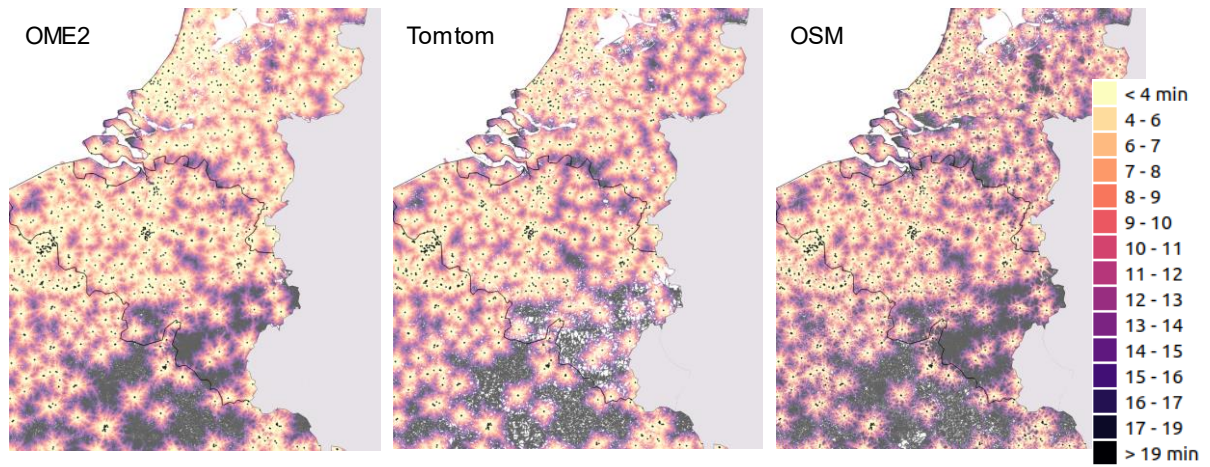 OME2
Tomtom
OSM
< 4 min
4 - 6
6 - 7
7 - 8
8 - 9
9 - 10
10 - 11
11 - 12
12 - 13
13 - 14
14 - 15
15 - 16
16 - 17
17 - 19
> 19 min